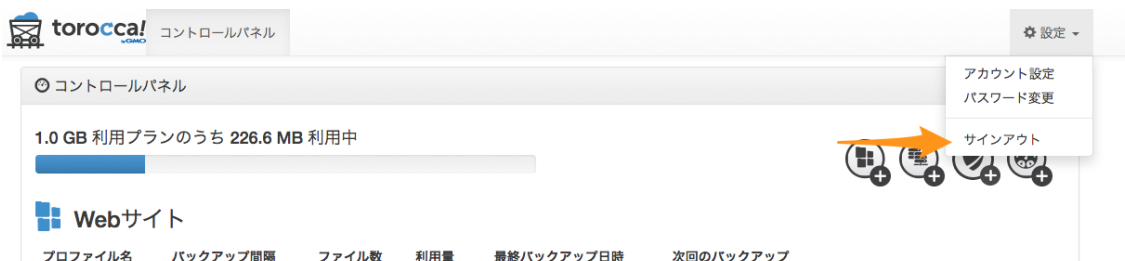 torocca!
byGMO
コントロールパネル
設定
アカウント設定
パスワード変更
サインアウト
コントロールパネル
1.0 GB 利用プランのうち 226.6 MB 利用中
Webサイト
プロファイル名 バックアップ間隔 ファイル数 利用量 最終バックアップ日時 次回のバックアップ